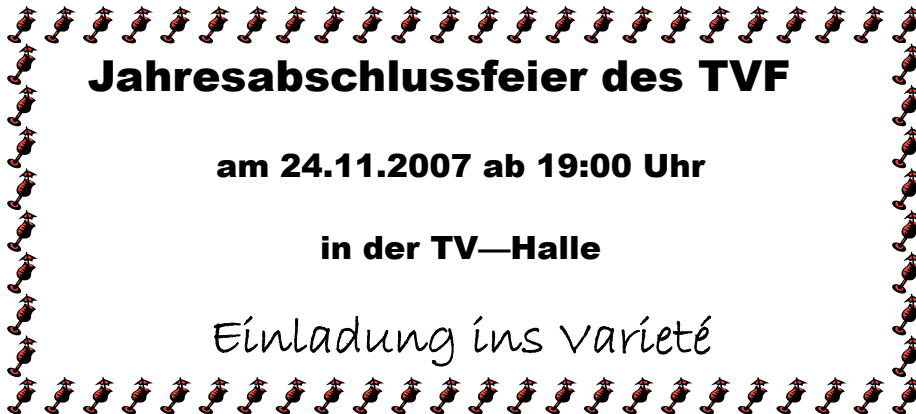 Jahresabschlussfeier des TVF
am 24.11.2007 ab 19:00 Uhr
in der TV—Halle
Einladung ins Varieté